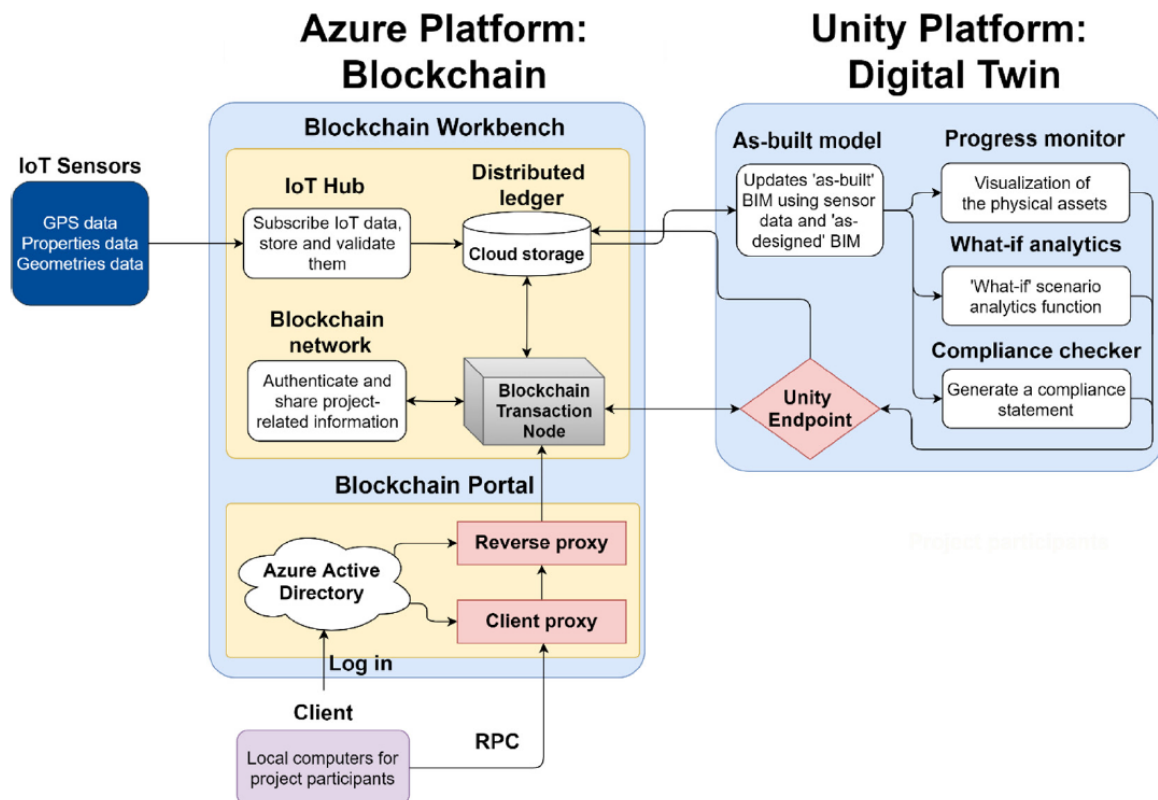 Azure Platform:
Blockchain
Unity Platform:
Digital Twin
Blockchain Workbench
IoT Sensors
GPS data
Properties data
Geometries data
IoT Hub
Subscribe IoT data,
store and validate
them
Distributed
ledger
Cloud storage
Blockchain
network
Authenticate and
share project-
related information
Blockchain
Transaction
Node
As-built model
Updates 'as-built'
BIM using sensor
data and 'as-
designed' BIM
Progress monitor
Visualization of
the physical assets
What-if analytics
'What-if' scenario
analytics function
Compliance checker
Generate a compliance
statement
Unity
Endpoint
Blockchain Portal
Azure Active
Directory
Reverse proxy
Client proxy
Log in
Client
Local computers for
project participants
RPC
Project participants